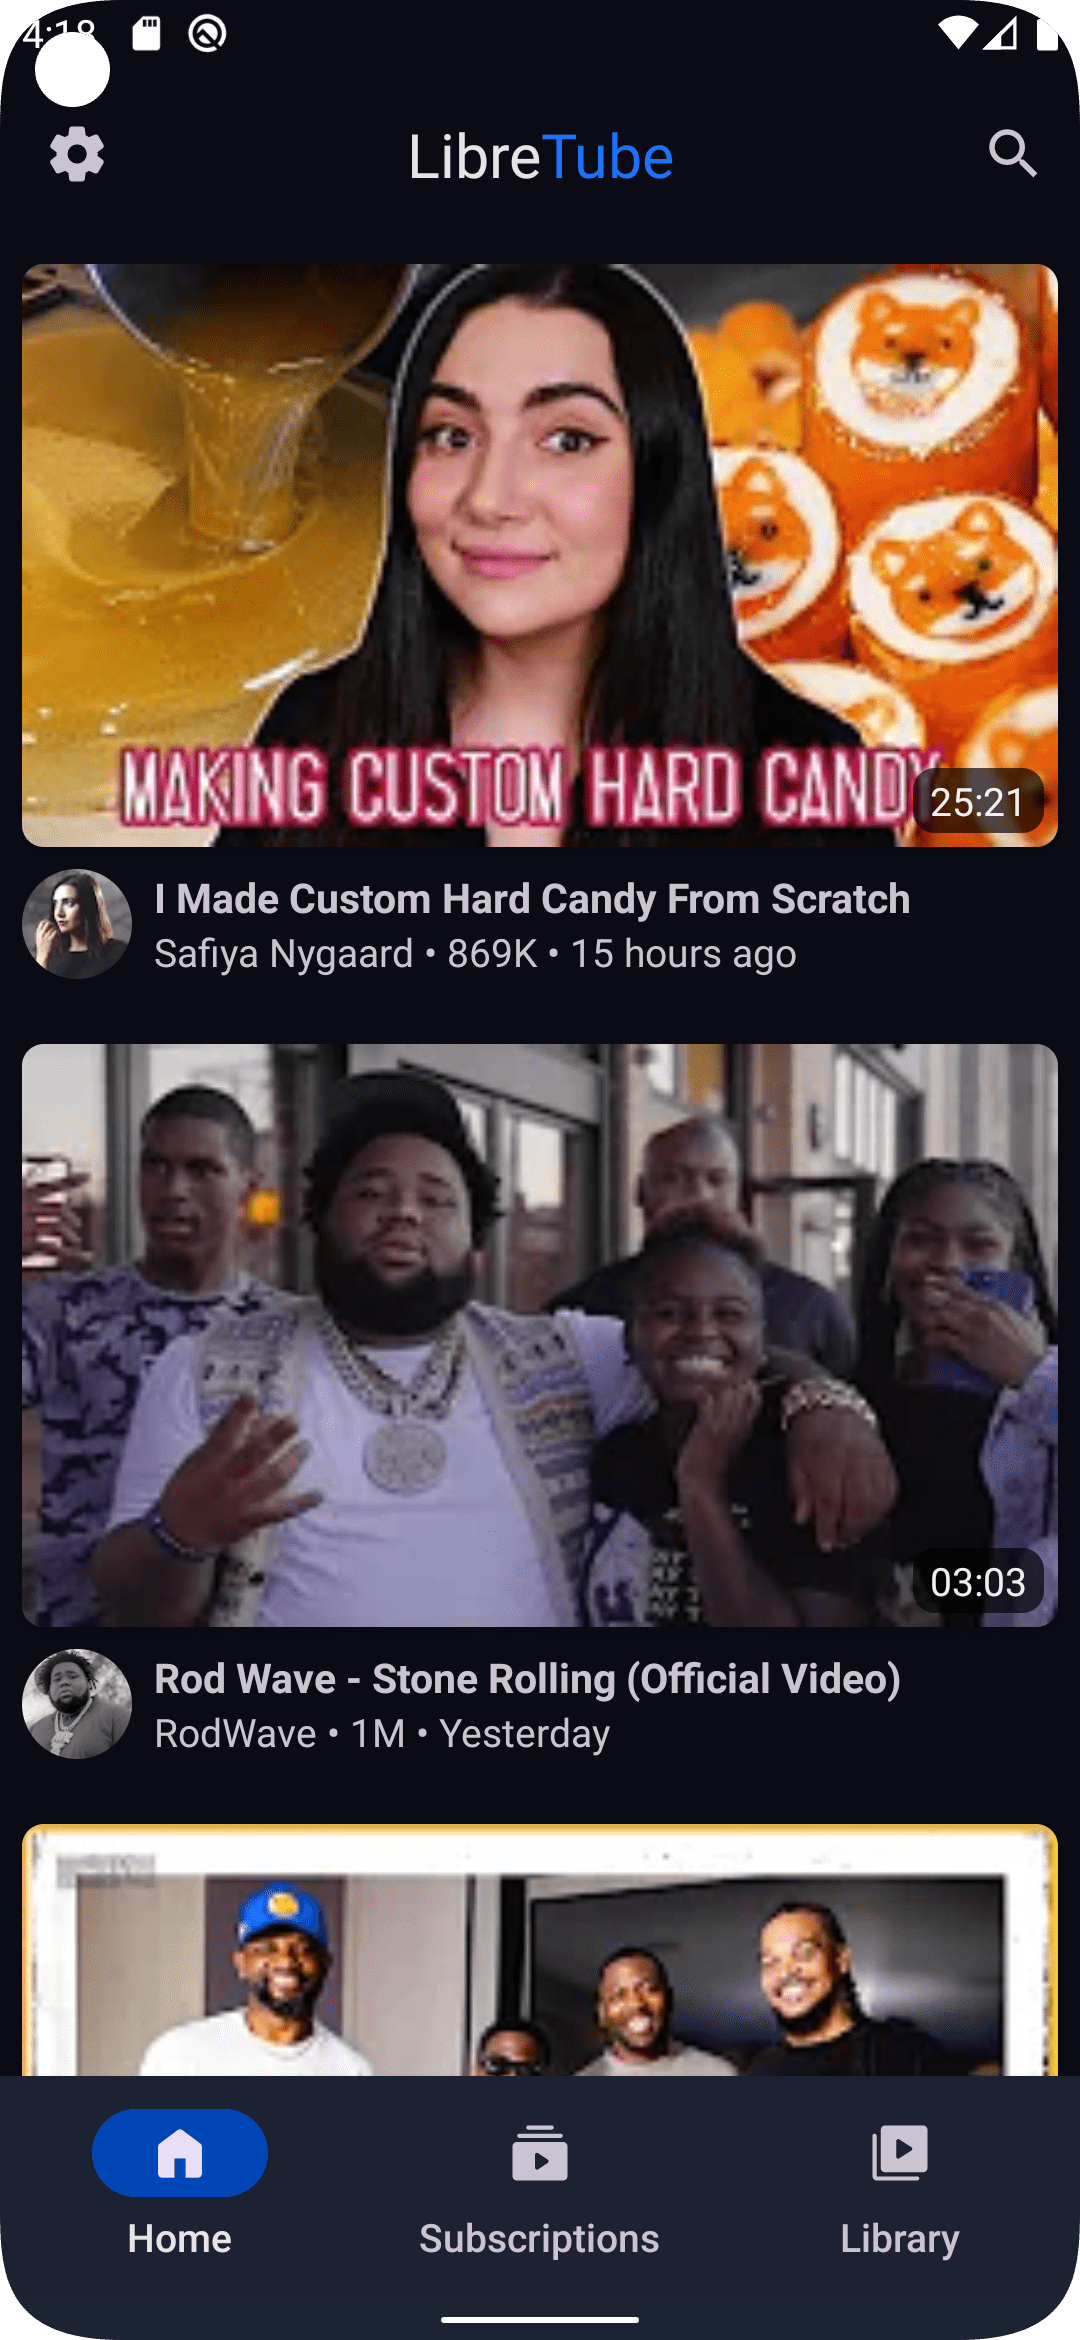 4:18
LibreTube
MAKING CUSTOM HARD CANDY
25:21
I Made Custom Hard Candy From Scratch
Safiya Nygaard • 869K • 15 hours ago
03:03
Rod Wave - Stone Rolling (Official Video)
RodWave • 1M • Yesterday
Home
Subscriptions
Library